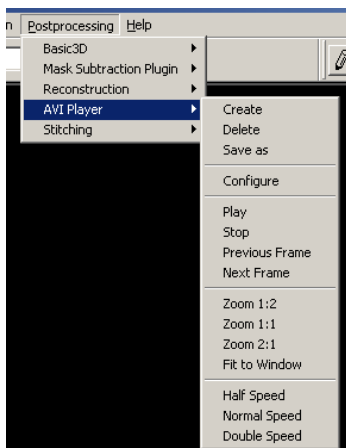 n Postprocessing Help
Basic3D
Mask Subtraction Plugin
Reconstruction
AVI Player
Stitching
Create
Delete
Save as
Configure
Play
Stop
Previous Frame
Next Frame
Zoom 1:2
Zoom 1:1
Zoom 2:1
Fit to Window
Half Speed
Normal Speed
Double Speed